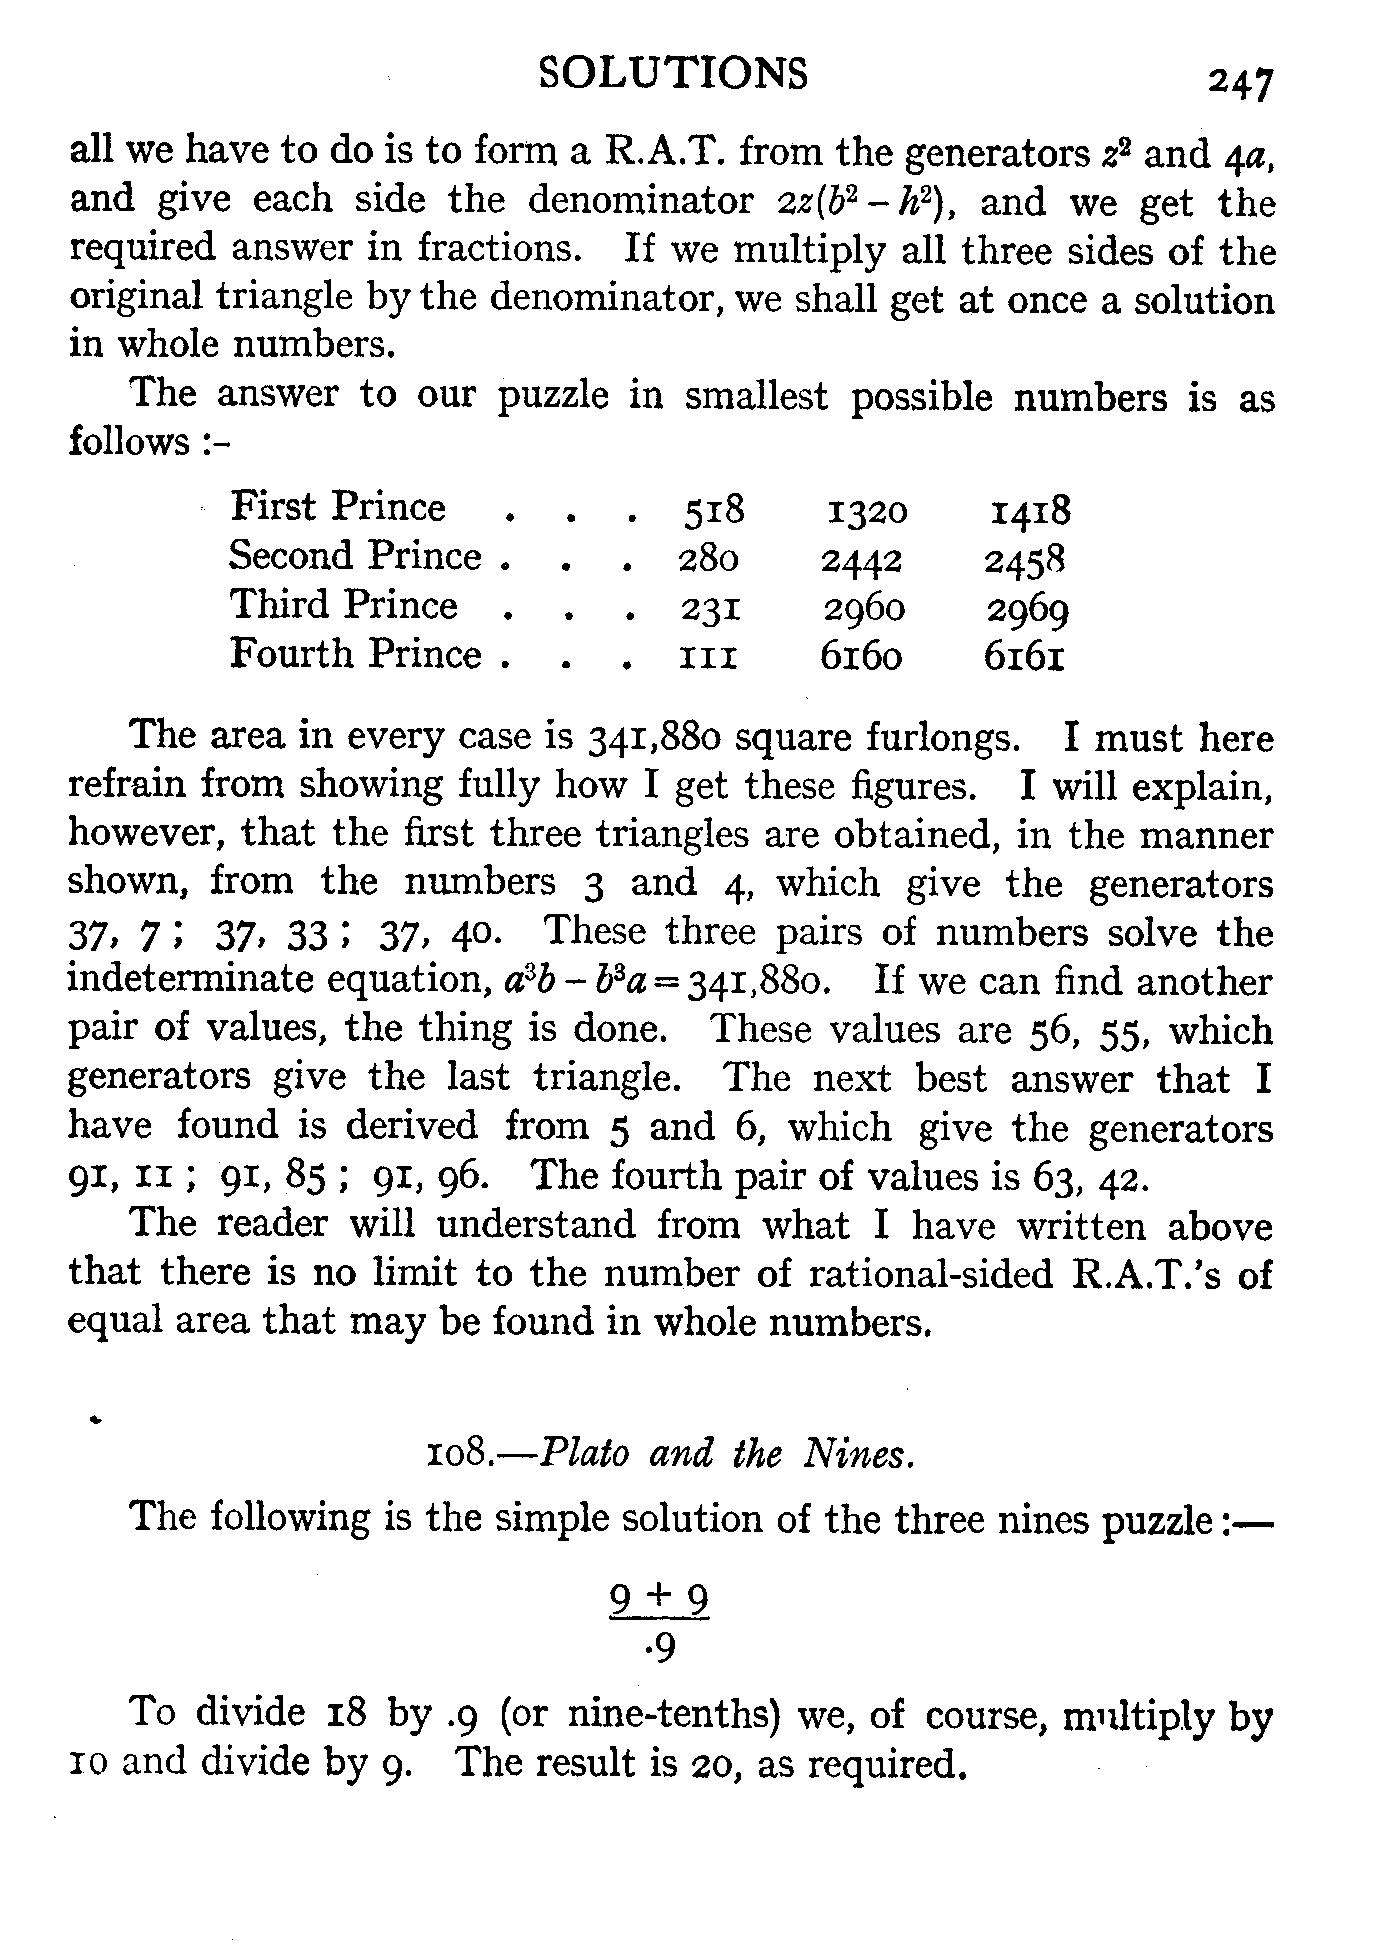 SOLUTIONS 247
all we have to do is to form a R.A.T. from the generators z² and 4a,
and give each side the denominator 2z(b² – h²), and we get the
required answer in fractions. If we multiply all three sides of the
original triangle by the denominator, we shall get at once a solution
in whole numbers.
The answer to our puzzle in smallest possible numbers is as
follows :–
First Prince . . . 518 1320 1418
Second Prince . . . 280 2442 2458
Third Prince . . . 231 2960 2969
Fourth Prince . . . 111 6160 6161
The area in every case is 341,880 square furlongs. I must here
refrain from showing fully how I get these figures. I will explain,
however, that the first three triangles are obtained, in the manner
shown, from the numbers 3 and 4, which give the generators
37, 7 ; 37, 33 ; 37, 40. These three pairs of numbers solve the
indeterminate equation, a³b – b³a = 341,880. If we can find another
pair of values, the thing is done. These values are 56, 55, which
generators give the last triangle. The next best answer that I
have found is derived from 5 and 6, which give the generators
91, 11 ; 91, 85 ; 91, 96. The fourth pair of values is 63, 42.
The reader will understand from what I have written above
that there is no limit to the number of rational-sided R.A.T.'s of
equal area that may be found in whole numbers.
108.—Plato and the Nines.
The following is the simple solution of the three nines puzzle :—
9 + 9
·9
To divide 18 by .9 (or nine-tenths) we, of course, multiply by
10 and divide by 9. The result is 20, as required.